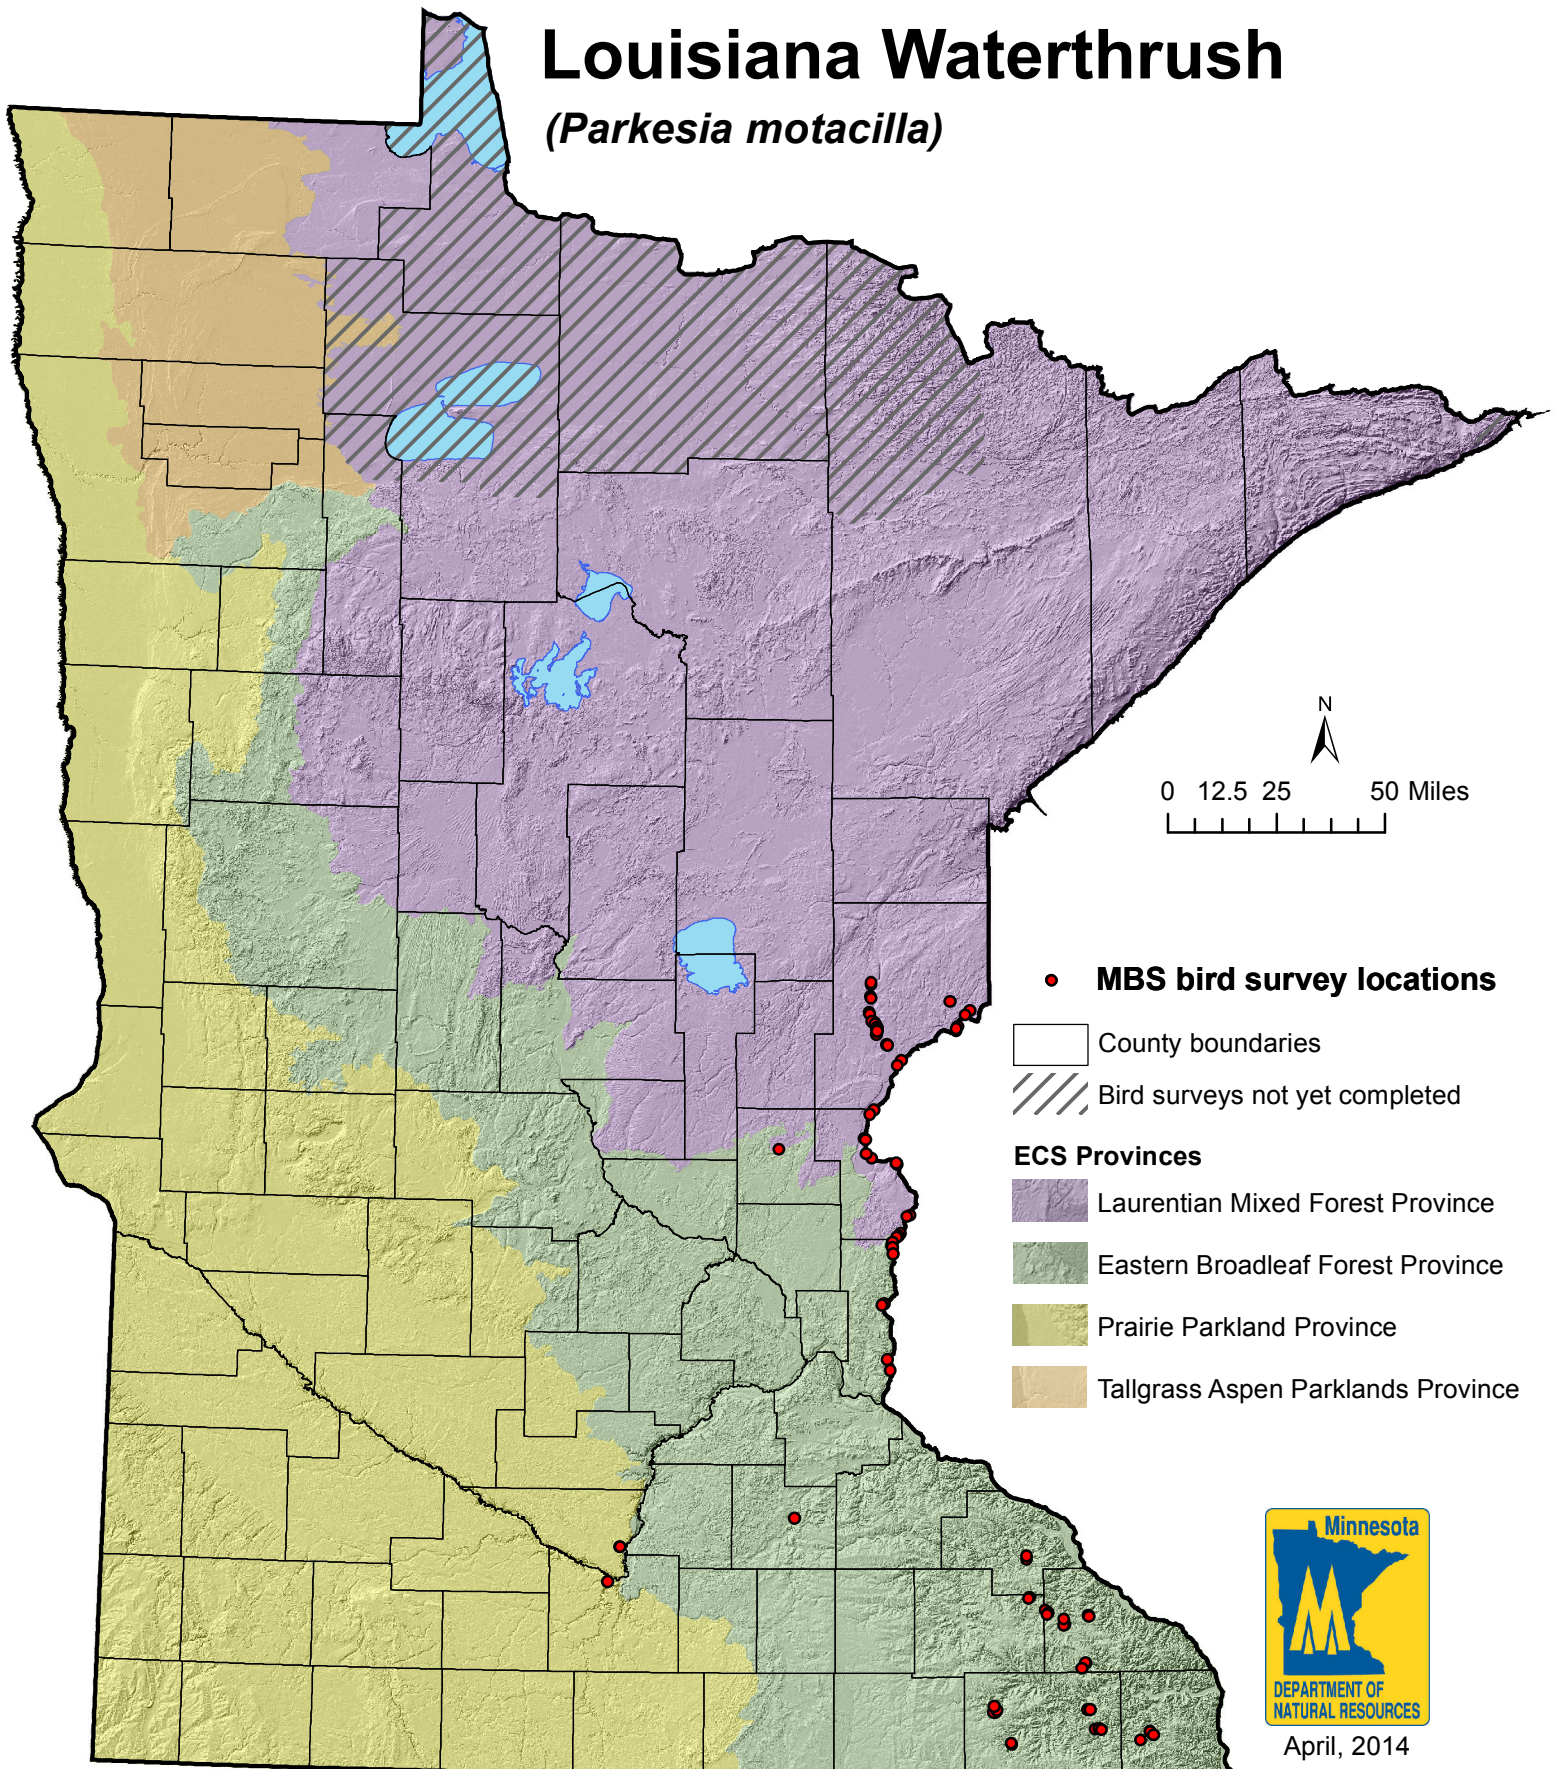 Louisiana Waterthrush
(Parkesia motacilla)
N
0 12.5 25 50 Miles
MBS bird survey locations
County boundaries
Bird surveys not yet completed
ECS Provinces
Laurentian Mixed Forest Province
Eastern Broadleaf Forest Province
Prairie Parkland Province
Tallgrass Aspen Parklands Province
Minnesota
DEPARTMENT OF
NATURAL RESOURCES
April, 2014